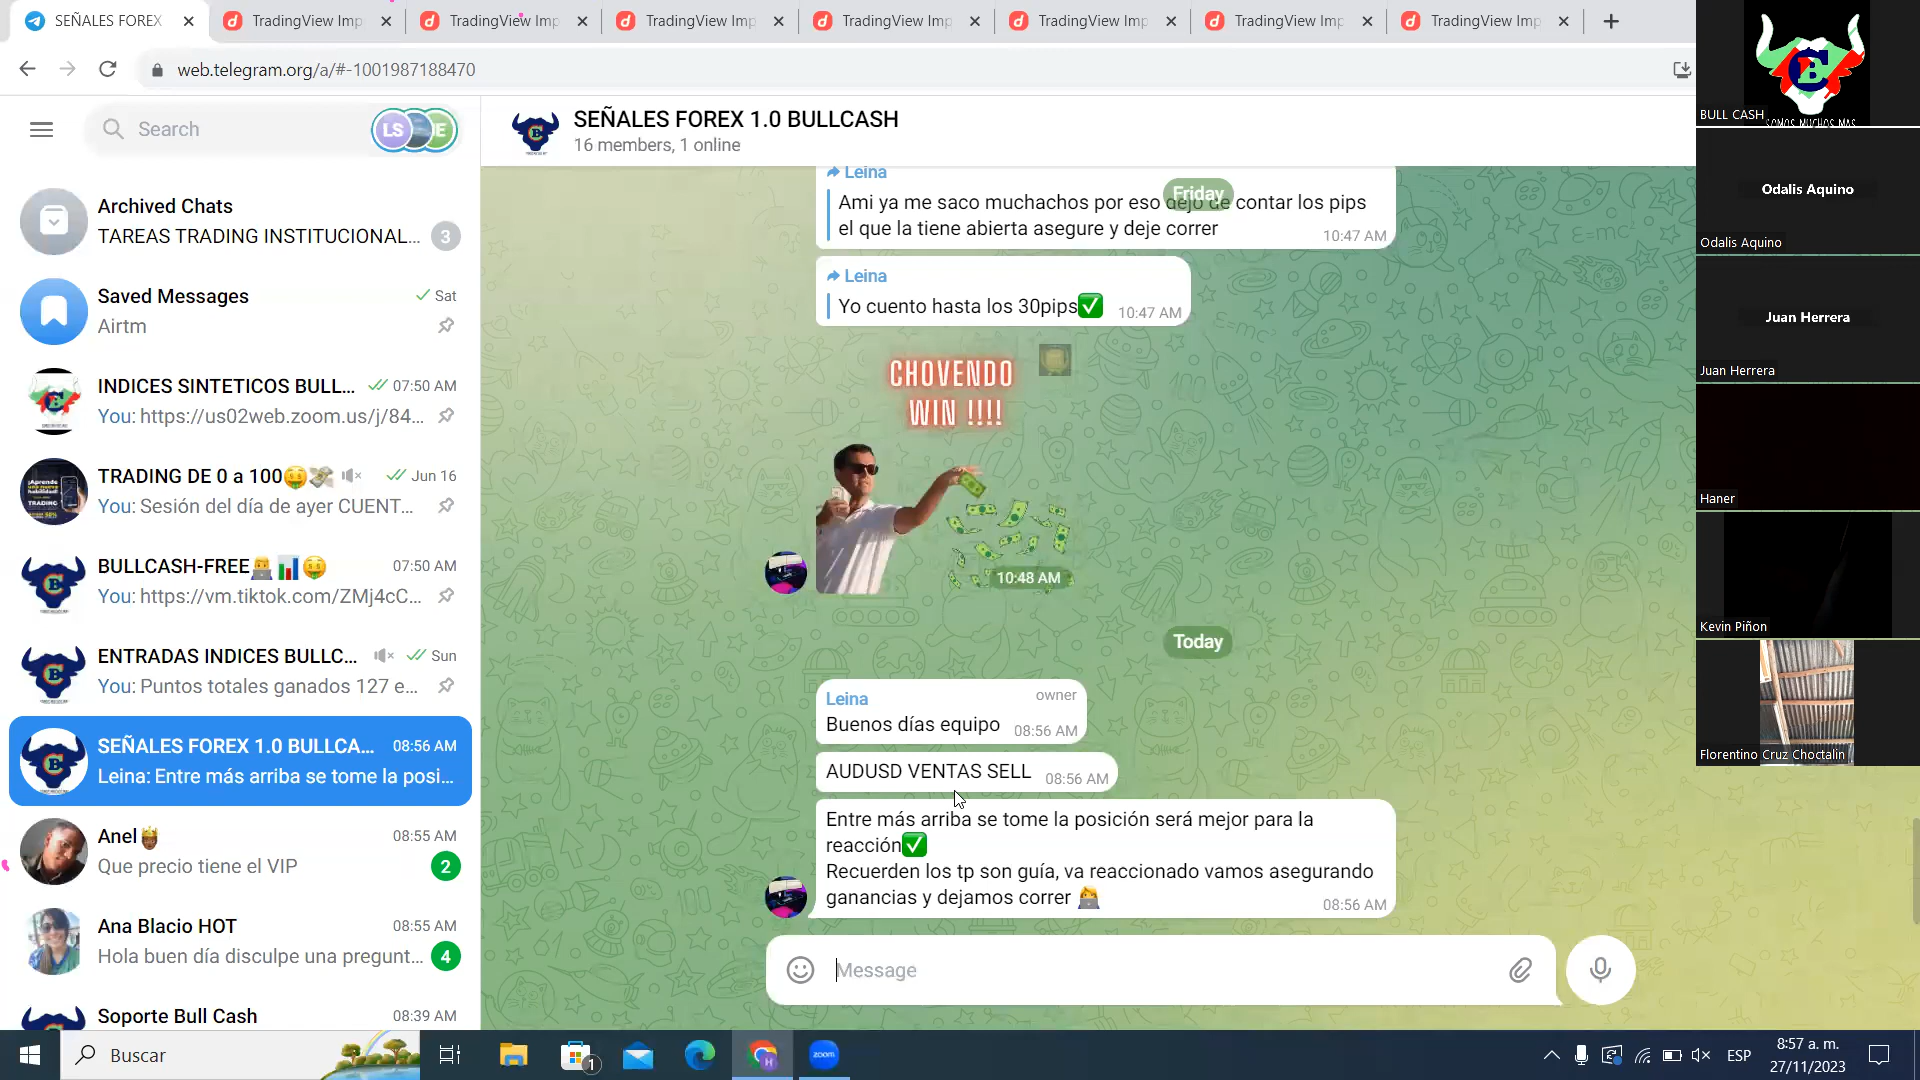 SEÑALES FOREX
TradingView Imp
TradingView Imp
TradingView Imp
TradingView Imp
TradingView Imp
TradingView Imp
TradingView Imp
web.telegram.org/a/#-1001987188470
Search
LS
JE
Archived Chats
TAREAS TRADING INSTITUCIONAL... 3
Saved Messages Sat
Airtm
INDICES SINTETICOS BULL... 07:50 AM
You: https://us02web.zoom.us/j/84...
TRADING DE 0 a 100🤑💸 Jun 16
You: Sesión del día de ayer CUENT...
BULLCASH-FREE👨‍💻📊🤑 07:50 AM
You: https://vm.tiktok.com/ZMj4cC...
ENTRADAS INDICES BULLC... Sun
You: Puntos totales ganados 127 e...
SEÑALES FOREX 1.0 BULLCA... 08:56 AM
Leina: Entre más arriba se tome la posi...
Anel🤴🏾 08:55 AM
Que precio tiene el VIP 2
Ana Blacio HOT 08:55 AM
Hola buen día disculpe una pregunt... 4
Soporte Bull Cash 08:39 AM
SEÑALES FOREX 1.0 BULLCASH
16 members, 1 online
Leina
Friday
Ami ya me saco muchachos por eso dejo de contar los pips
el que la tiene abierta asegure y deje correr 10:47 AM
Leina
Yo cuento hasta los 30pips✅ 10:47 AM
CHOVENDO
WIN !!!!
10:48 AM
Today
Leina owner
Buenos días equipo 08:56 AM
AUDUSD VENTAS SELL 08:56 AM
Entre más arriba se tome la posición será mejor para la
reacción✅
Recuerden los tp son guía, va reaccionado vamos asegurando
ganancias y dejamos correr 👩‍💻 08:56 AM
Message
BULL CASH
SOMOS MUCHOS MAS
Odalis Aquino
Odalis Aquino
Juan Herrera
Juan Herrera
Haner
Kevin Piñon
Florentino Cruz Choctalin
Buscar
1
zoom
ESP
8:57 a. m.
27/11/2023